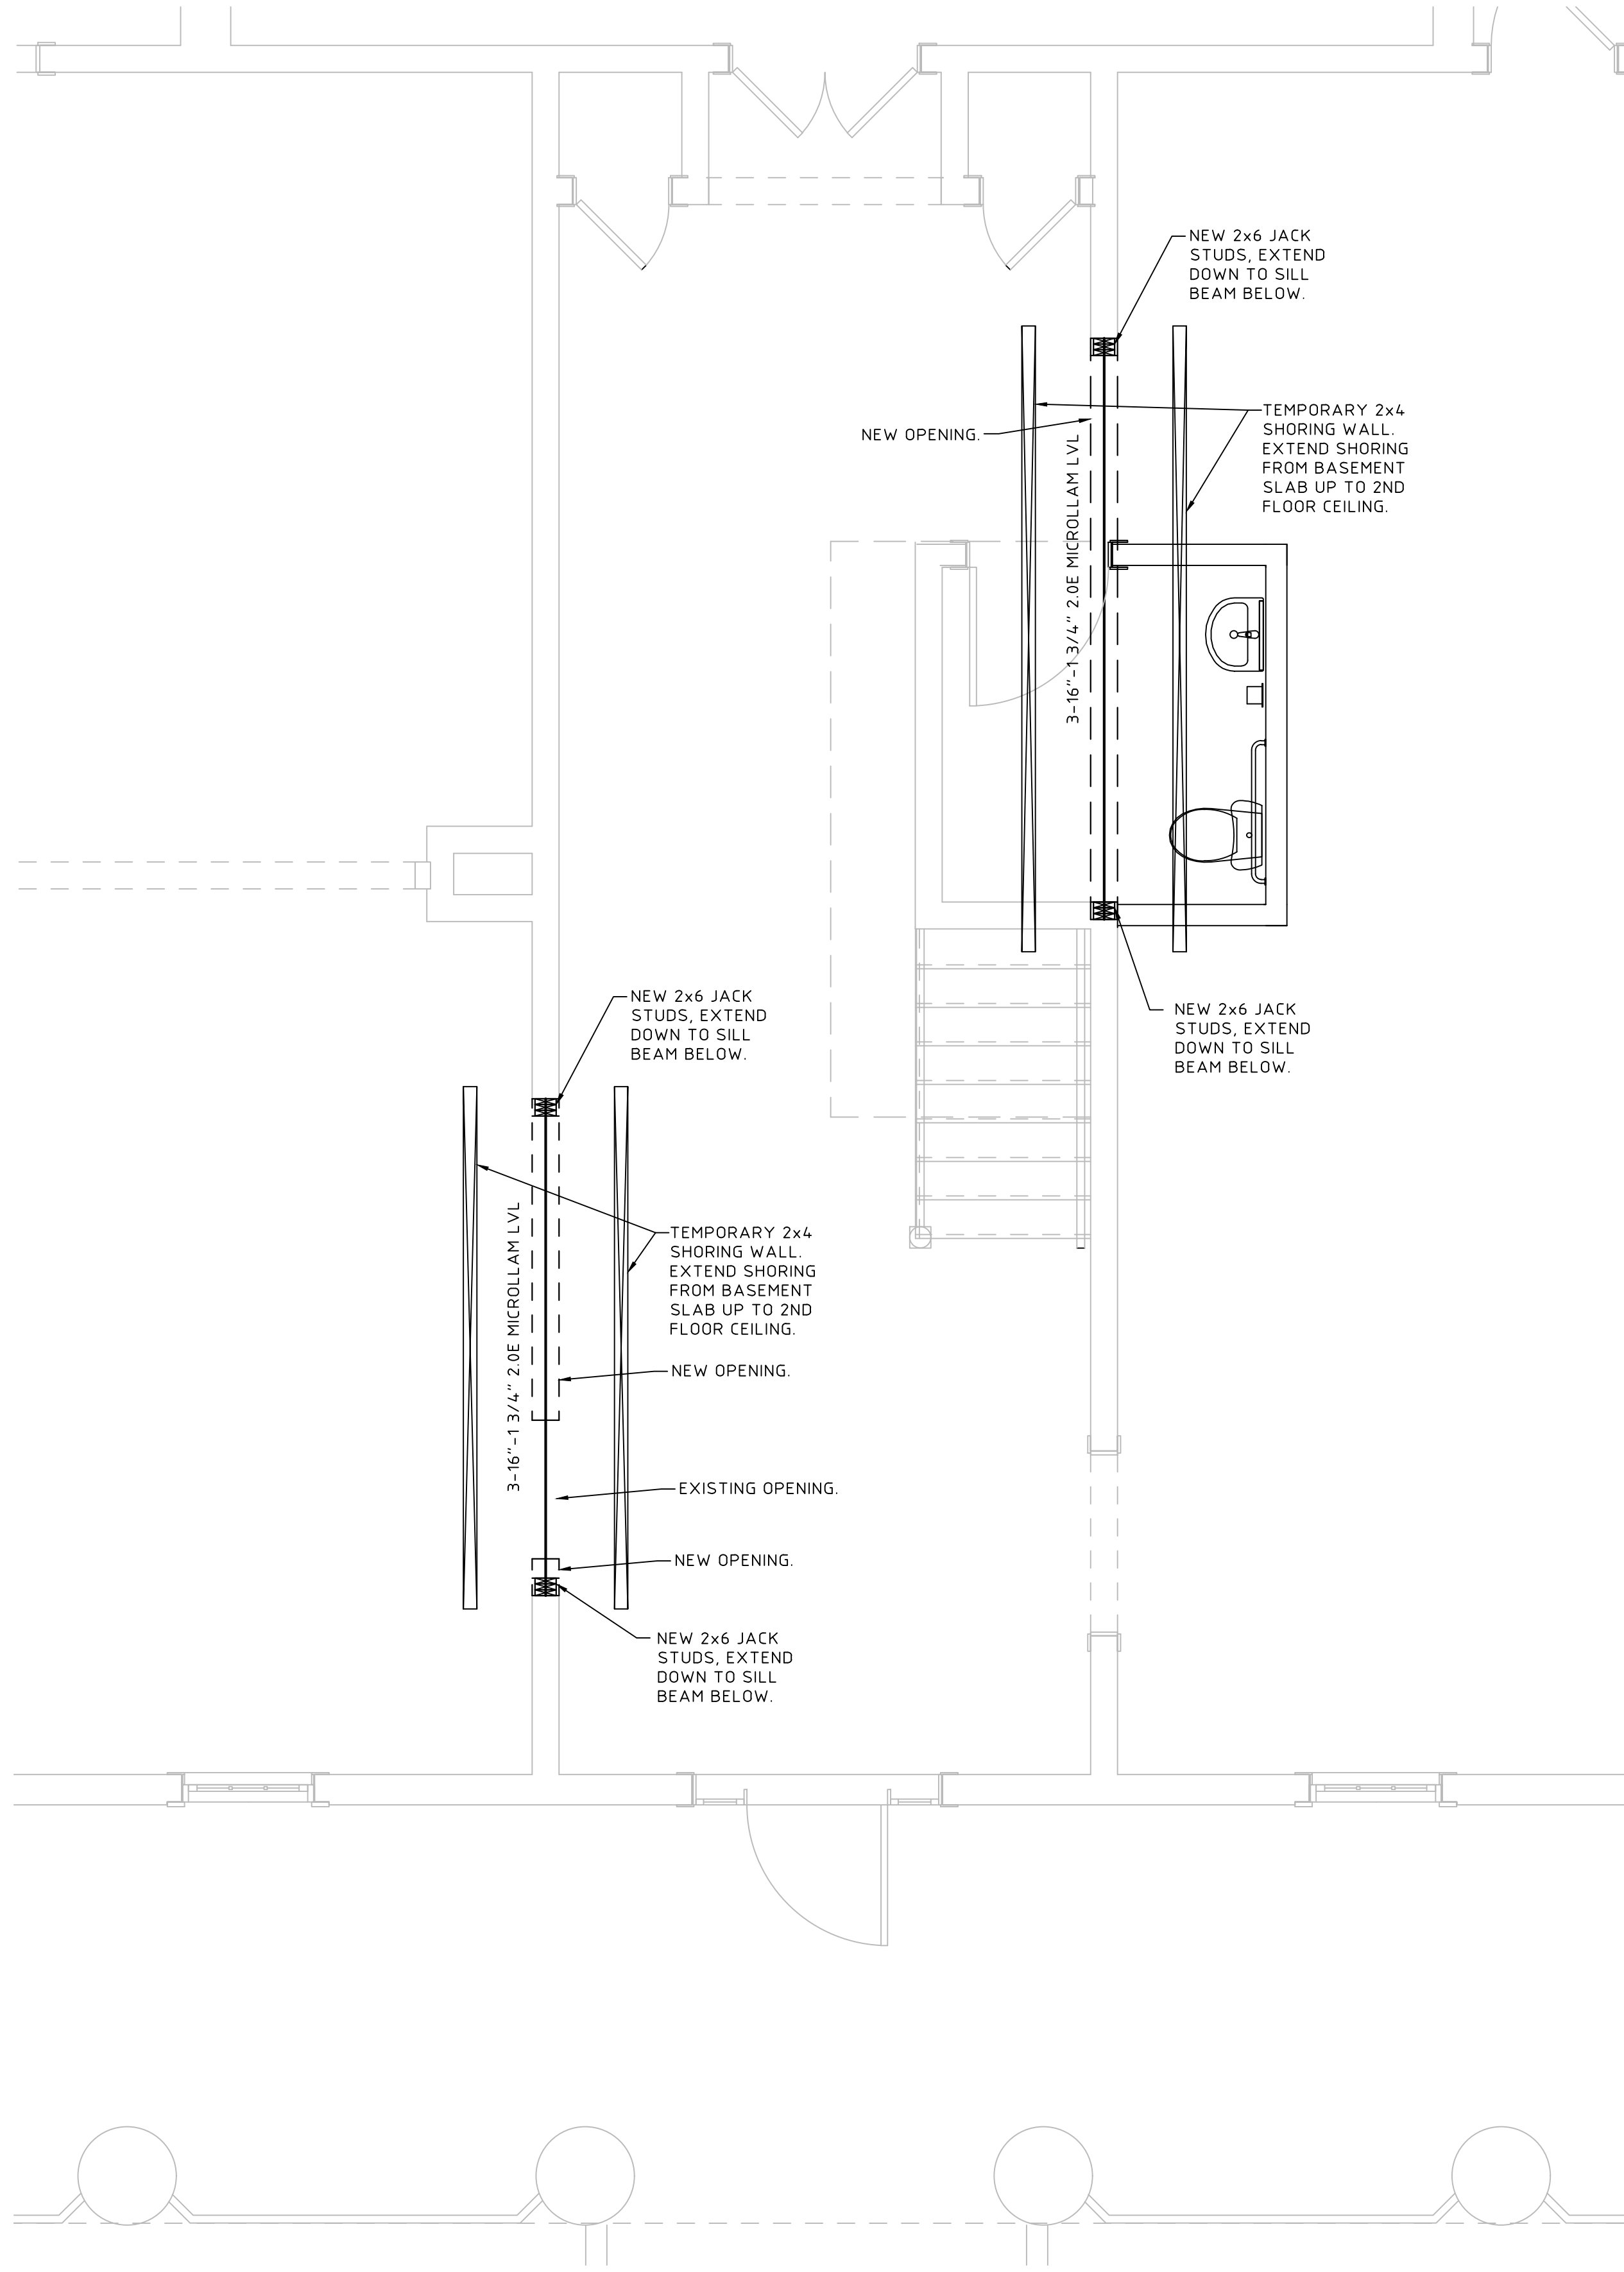 NEW 2x6 JACK
STUDS, EXTEND
DOWN TO SILL
BEAM BELOW.
TEMPORARY 2x4
SHORING WALL.
EXTEND SHORING
FROM BASEMENT
SLAB UP TO 2ND
FLOOR CEILING.
NEW OPENING.
3-16"-1 3/4" 2.0E MICROLLAM LVL
NEW 2x6 JACK
STUDS, EXTEND
DOWN TO SILL
BEAM BELOW.
NEW 2x6 JACK
STUDS, EXTEND
DOWN TO SILL
BEAM BELOW.
3-16"-1 3/4" 2.0E MICROLLAM LVL
TEMPORARY 2x4
SHORING WALL.
EXTEND SHORING
FROM BASEMENT
SLAB UP TO 2ND
FLOOR CEILING.
NEW OPENING.
EXISTING OPENING.
NEW OPENING.
NEW 2x6 JACK
STUDS, EXTEND
DOWN TO SILL
BEAM BELOW.